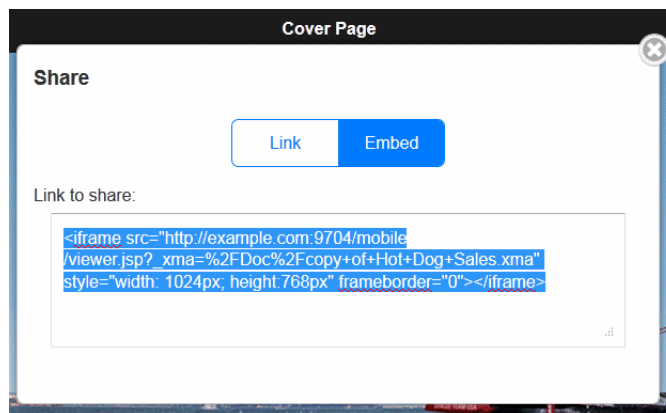 Cover Page
Share
Link
Embed
Link to share:
<iframe src="http://example.com:9704/mobile
/viewer.jsp?_xma=%2FDoc%2Fcopy+of+Hot+Dog+Sales.xma"
style="width: 1024px; height:768px" frameborder="0"></iframe>